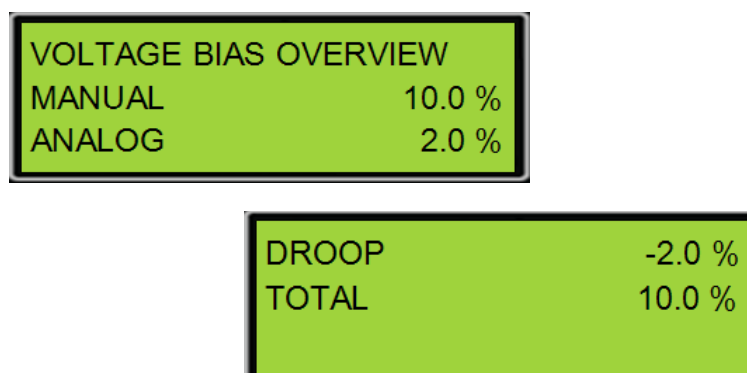 VOLTAGE BIAS OVERVIEW
MANUAL 10.0 %
ANALOG 2.0 %
DROOP -2.0 %
TOTAL 10.0 %